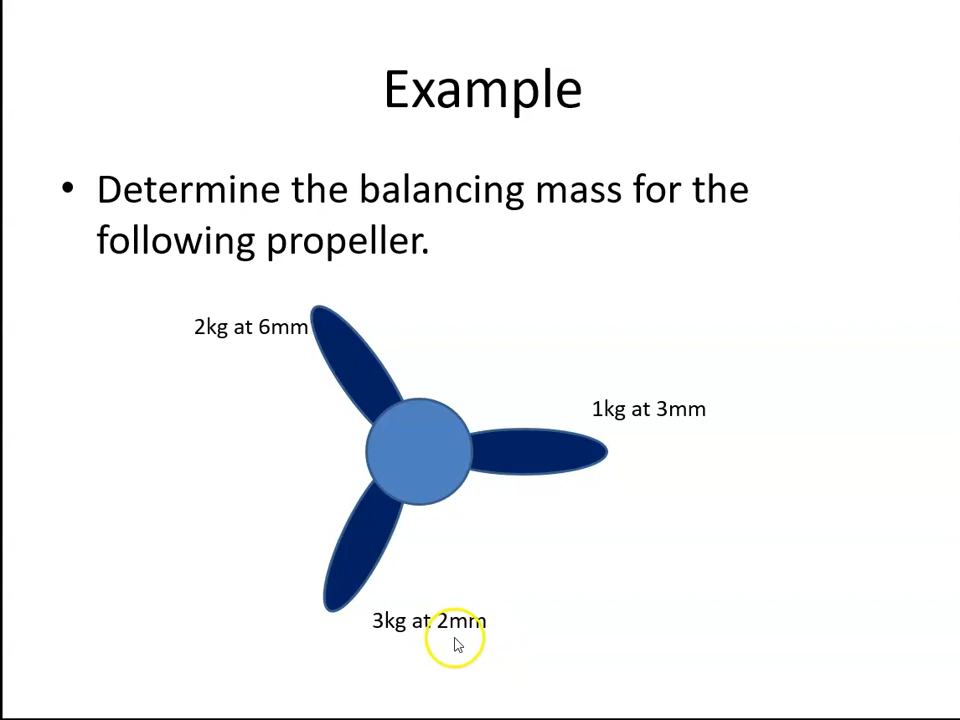 Example
• Determine the balancing mass for the
following propeller.
2kg at 6mm
1kg at 3mm
3kg at 2mm